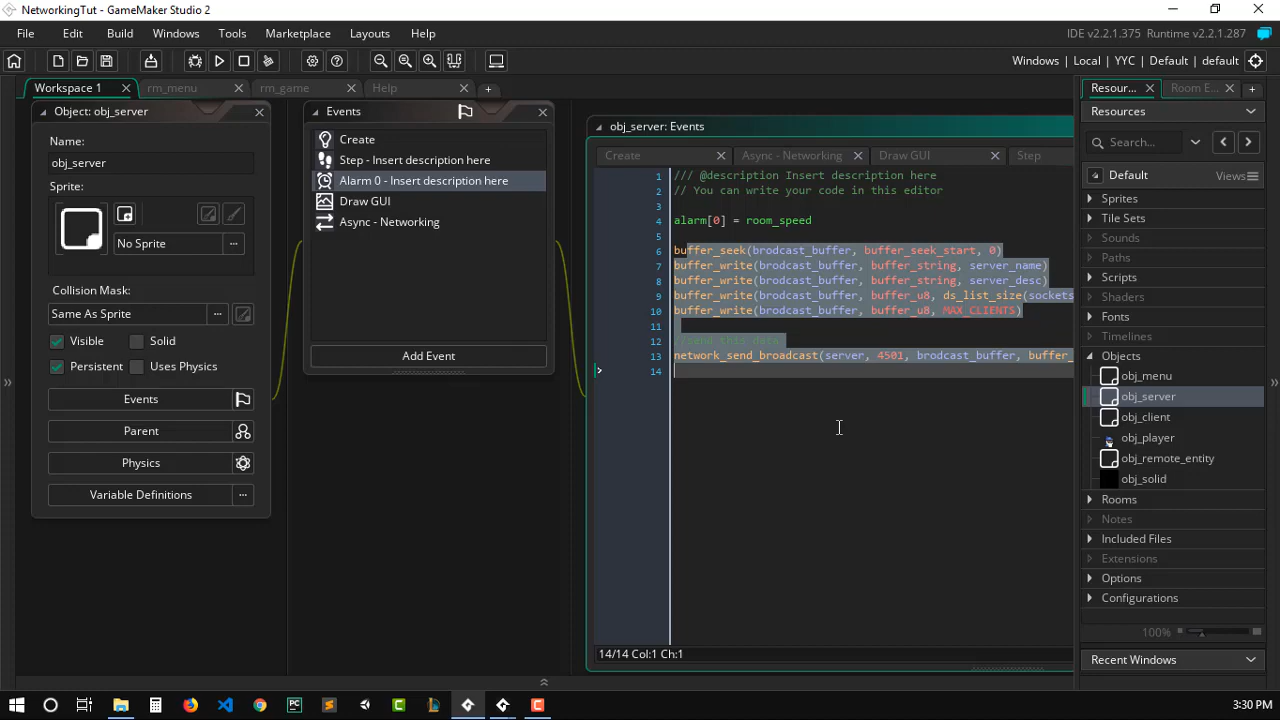 NetworkingTut - GameMaker Studio 2
File Edit Build Windows Tools Marketplace Layouts Help
IDE v2.2.1.375 Runtime v2.2.1.287
Windows | Local | YYC | Default | default
Workspace 1 rm_menu rm_game Help
Object: obj_server
Name:
obj_server
Sprite:
No Sprite
Collision Mask:
Same As Sprite
Visible Solid
Persistent Uses Physics
Events
Parent
Physics
Variable Definitions
Events
Create
Step - Insert description here
Alarm 0 - Insert description here
Draw GUI
Async - Networking
Add Event
obj_server: Events
Create Async - Networking Draw GUI Step
1 /// @description Insert description here
2 // You can write your code in this editor
3
4 alarm[0] = room_speed
5
6 buffer_seek(brodcast_buffer, buffer_seek_start, 0)
7 buffer_write(brodcast_buffer, buffer_string, server_name)
8 buffer_write(brodcast_buffer, buffer_string, server_desc)
9 buffer_write(brodcast_buffer, buffer_u8, ds_list_size(sockets
10 buffer_write(brodcast_buffer, buffer_u8, MAX_CLIENTS)
11
12 //send this data
13 network_send_broadcast(server, 4501, brodcast_buffer, buffer_
14
14/14 Col:1 Ch:1
Resour... Room E...
Resources
Search...
Default Views
Sprites
Tile Sets
Sounds
Paths
Scripts
Shaders
Fonts
Timelines
Objects
obj_menu
obj_server
obj_client
obj_player
obj_remote_entity
obj_solid
Rooms
Notes
Included Files
Extensions
Options
Configurations
100%
Recent Windows
3:30 PM